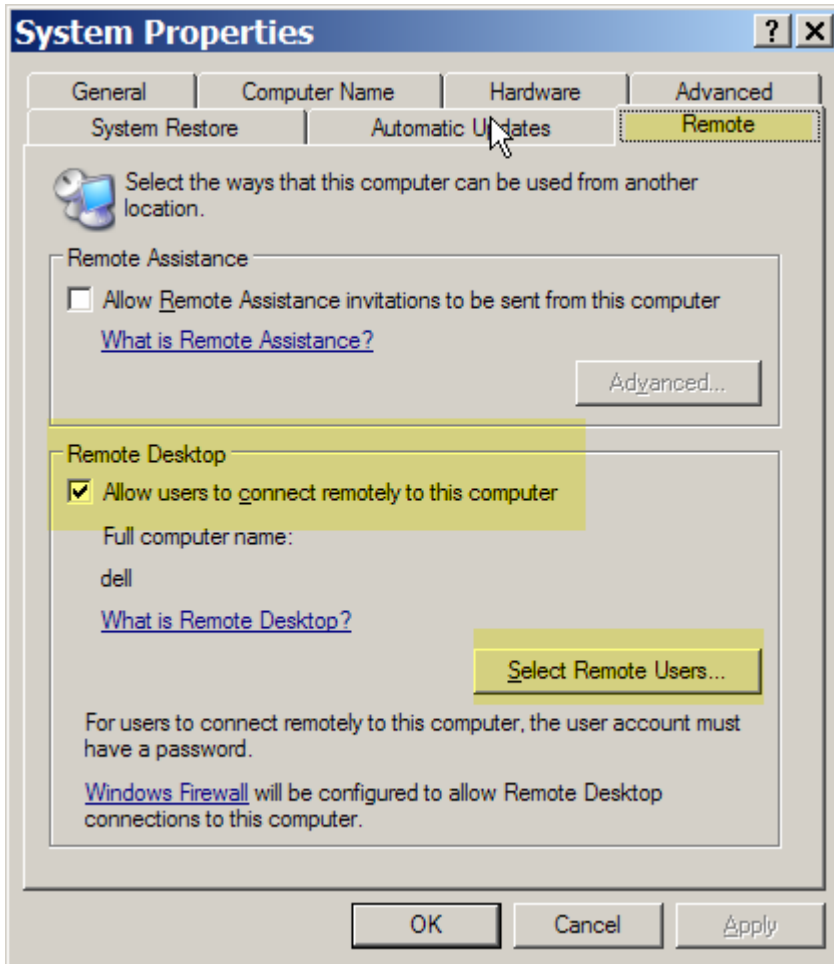 System Properties
General Computer Name Hardware Advanced
System Restore Automatic Updates Remote
Select the ways that this computer can be used from another
location.
Remote Assistance
Allow Remote Assistance invitations to be sent from this computer
What is Remote Assistance?
Advanced...
Remote Desktop
Allow users to connect remotely to this computer
Full computer name:
dell
What is Remote Desktop?
Select Remote Users...
For users to connect remotely to this computer, the user account must
have a password.
Windows Firewall will be configured to allow Remote Desktop
connections to this computer.
OK Cancel Apply